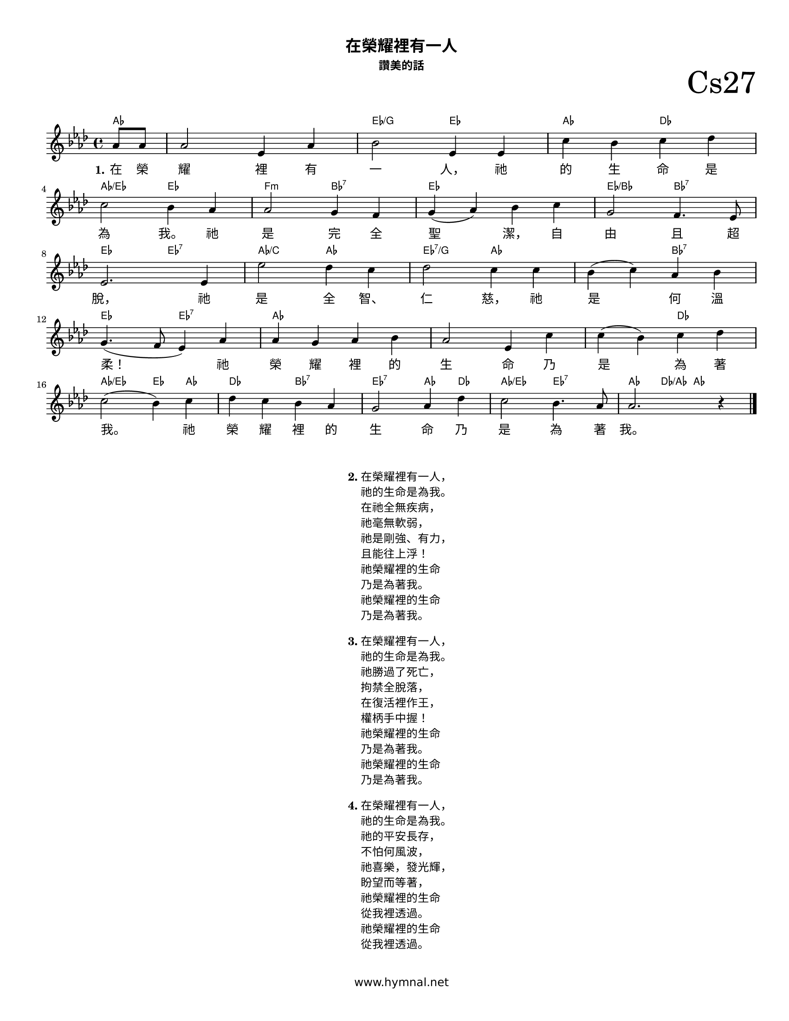 在榮耀裡有一人
讚美的話
Cs27
A♭ E♭/G E♭ A♭ D♭
1. 在 榮 耀 裡 有 一 人， 祂 的 生 命 是
4 A♭/E♭ E♭ Fm B♭7 E♭ E♭/B♭ B♭7
為 我。祂 是 完 全 聖 潔，自 由 且 超
8 E♭ E♭7 A♭/C A♭ E♭7/G A♭ B♭7
脫， 祂 是 全 智、 仁 慈，祂 是 何 溫
12 E♭ E♭7 A♭ D♭
柔！ 祂 榮 耀 裡 的 生 命 乃 是 為 著
16 A♭/E♭ E♭ A♭ D♭ B♭7 E♭7 A♭ D♭ A♭/E♭ E♭7 A♭ D♭/A♭ A♭
我。 祂 榮 耀 裡 的 生 命 乃 是 為 著 我。
2. 在榮耀裡有一人，
祂的生命是為我。
在祂全無疾病，
祂毫無軟弱，
祂是剛強、有力，
且能往上浮！
祂榮耀裡的生命
乃是為著我。
祂榮耀裡的生命
乃是為著我。
3. 在榮耀裡有一人，
祂的生命是為我。
祂勝過了死亡，
拘禁全脫落，
在復活裡作王，
權柄手中握！
祂榮耀裡的生命
乃是為著我。
祂榮耀裡的生命
乃是為著我。
4. 在榮耀裡有一人，
祂的生命是為我。
祂的平安長存，
不怕何風波，
祂喜樂，發光輝，
盼望而等著，
祂榮耀裡的生命
從我裡透過。
祂榮耀裡的生命
從我裡透過。
www.hymnal.net